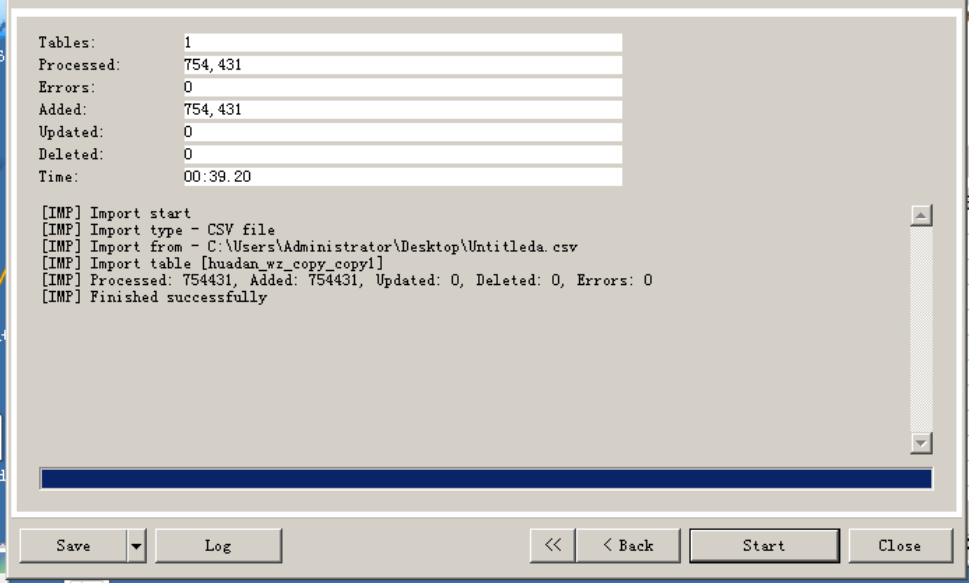 Tables: 1
Processed: 754,431
Errors: 0
Added: 754,431
Updated: 0
Deleted: 0
Time: 00:39.20
[IMP] Import start
[IMP] Import type - CSV file
[IMP] Import from - C:\Users\Administrator\Desktop\Untitleda.csv
[IMP] Import table [huadan_wz_copy_copy1]
[IMP] Processed: 754431, Added: 754431, Updated: 0, Deleted: 0, Errors: 0
[IMP] Finished successfully
Save Log << < Back Start Close